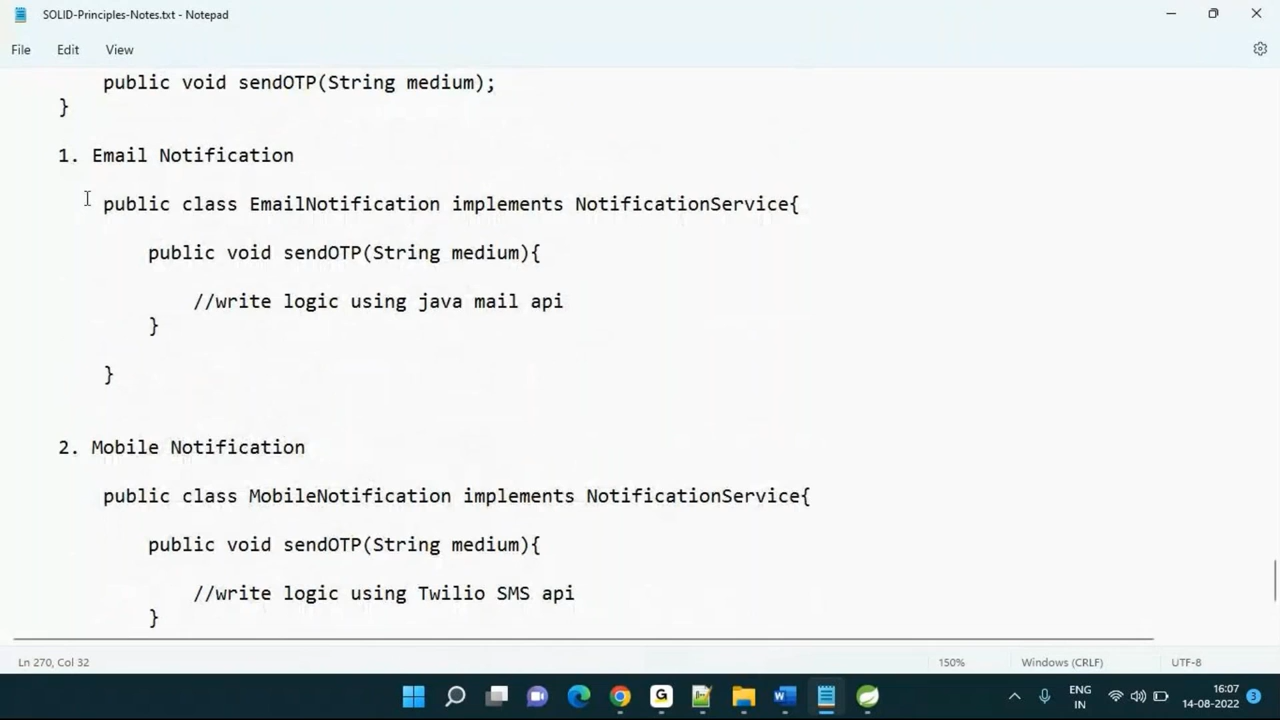 SOLID-Principles-Notes.txt - Notepad
File Edit View
public void sendOTP(String medium);
}
1. Email Notification
public class EmailNotification implements NotificationService{
public void sendOTP(String medium){
//write logic using java mail api
}
}
2. Mobile Notification
public class MobileNotification implements NotificationService{
public void sendOTP(String medium){
//write logic using Twilio SMS api
}
Ln 270, Col 32 150% Windows (CRLF) UTF-8
ENG
IN
16:07
14-08-2022
3